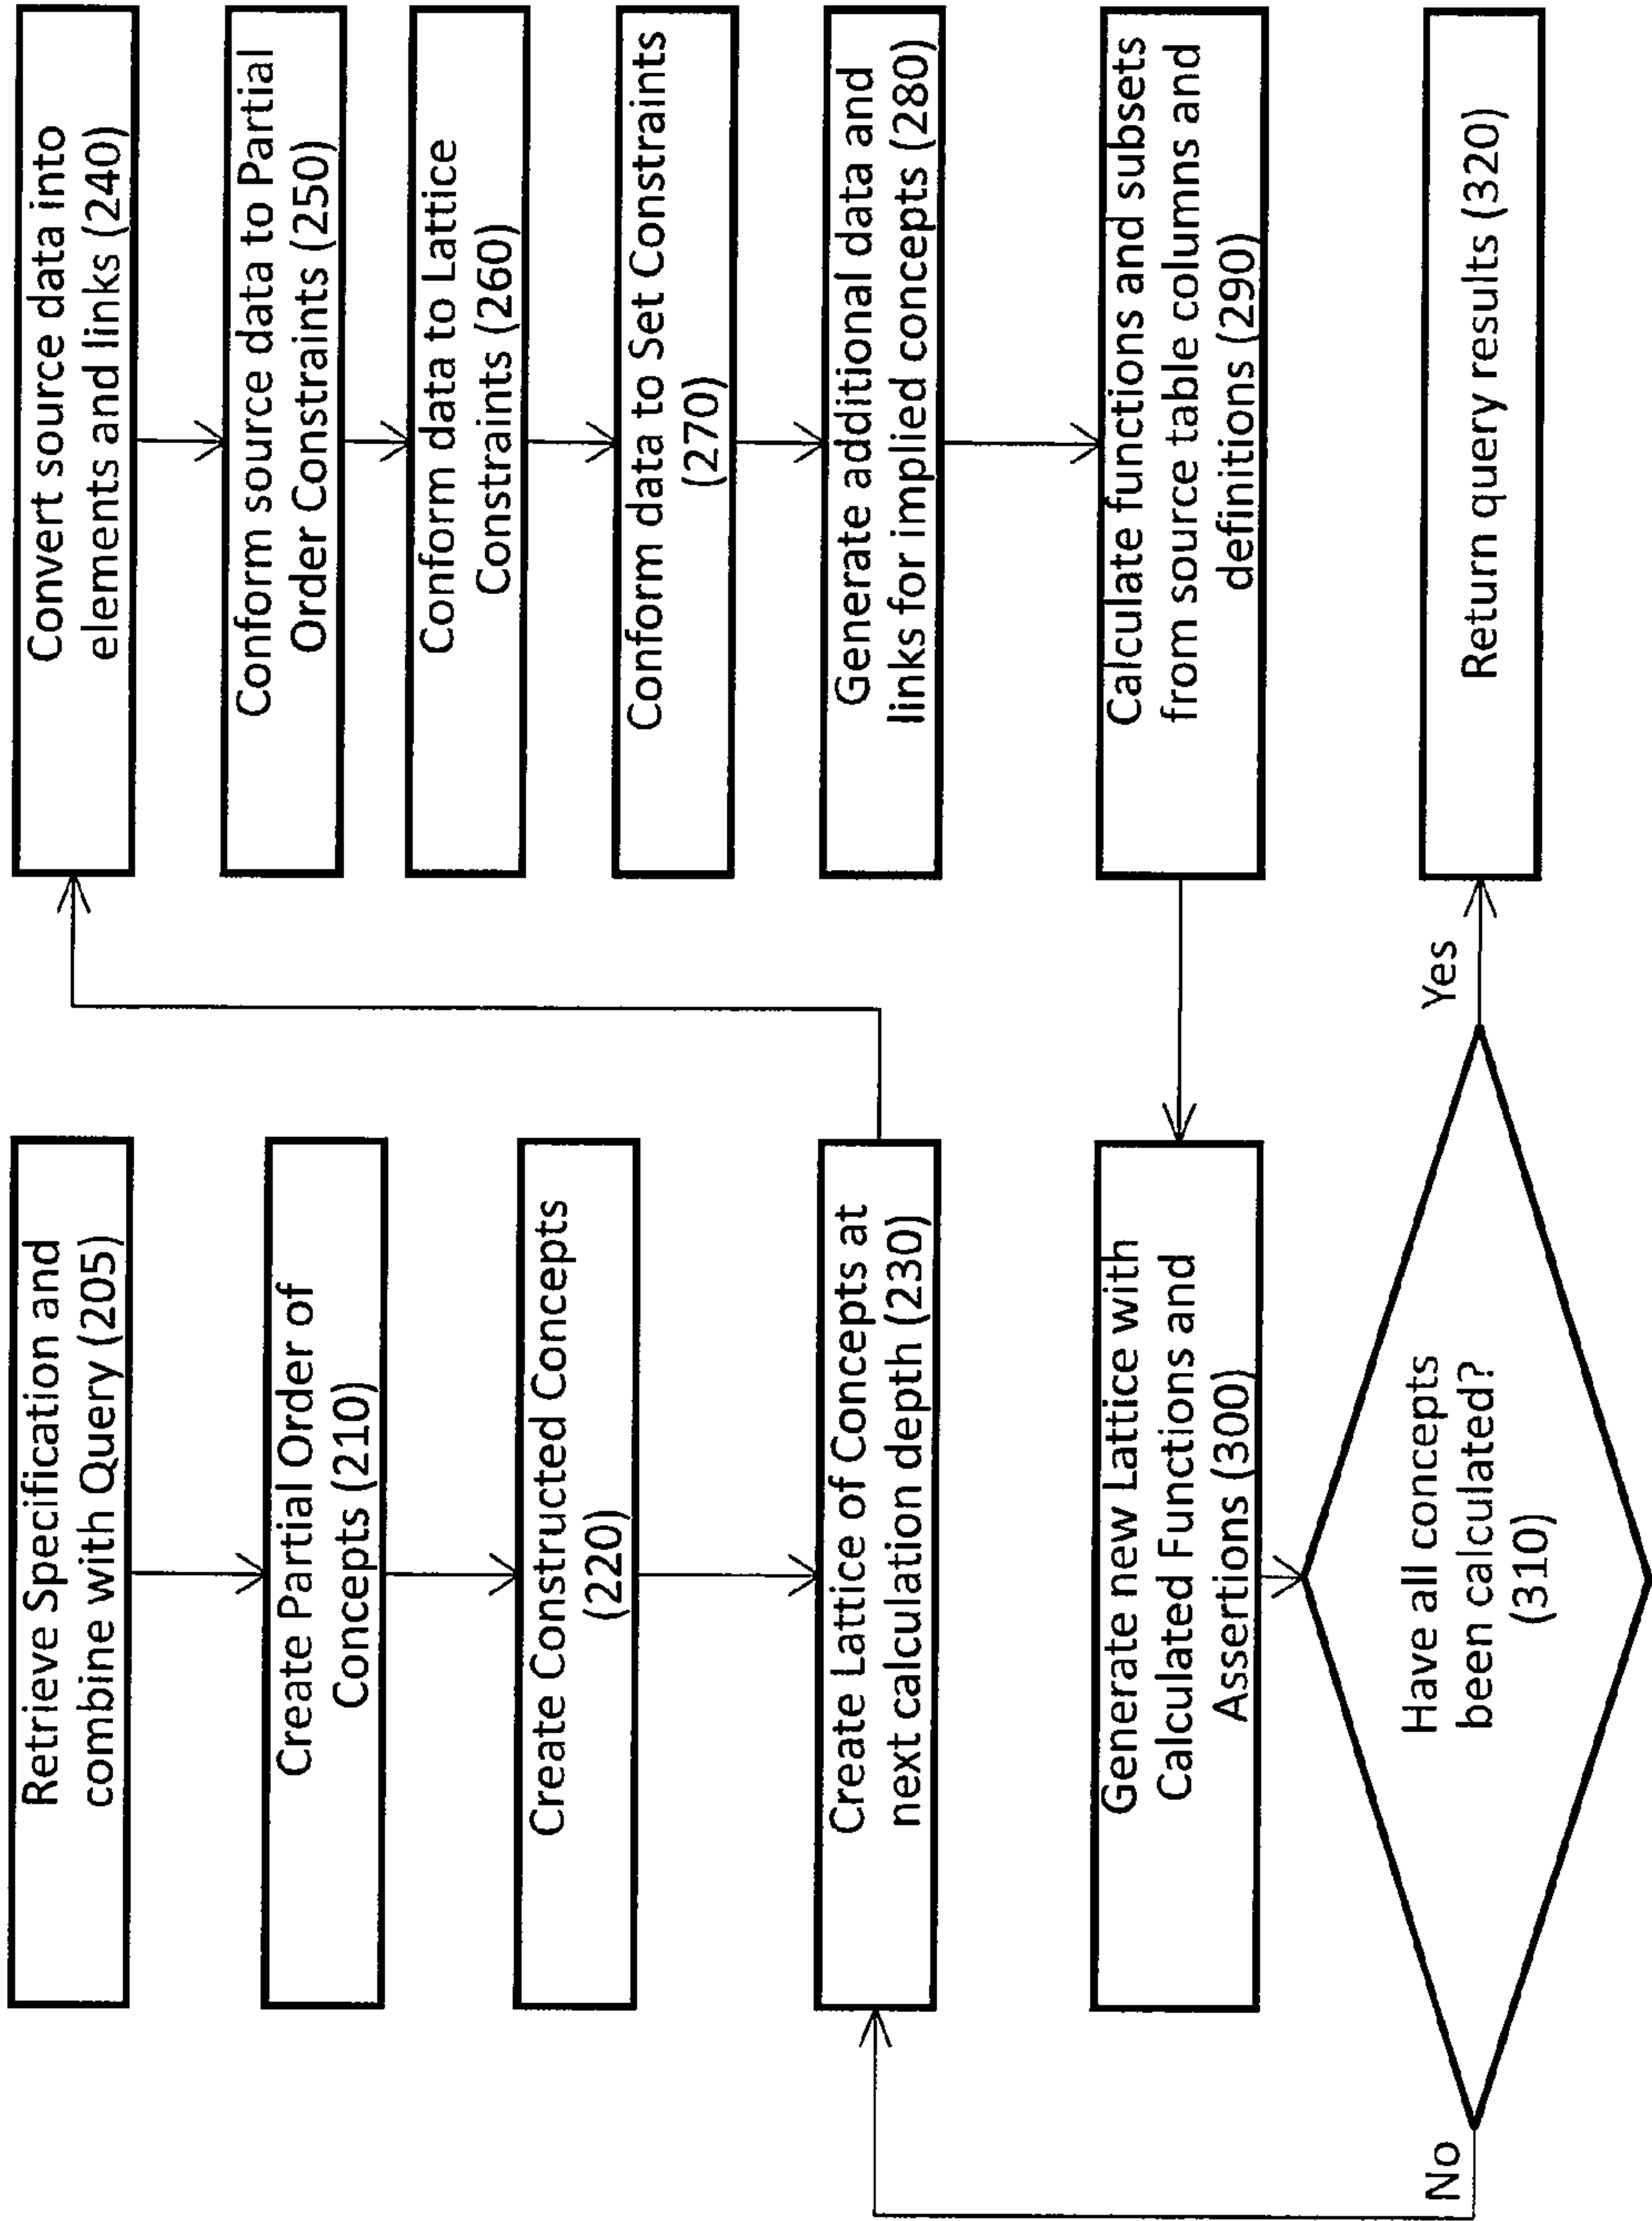 Retrieve Specification and
combine with Query (205)
Create Partial Order of
Concepts (210)
Create Constructed Concepts
(220)
Create Lattice of Concepts at
next calculation depth (230)
Convert source data into
elements and links (240)
Conform source data to Partial
Order Constraints (250)
Conform data to Lattice
Constraints (260)
Conform data to Set Constraints
(270)
Generate additional data and
links for implied concepts (280)
Calculate functions and subsets
from source table columns and
definitions (290)
Generate new Lattice with
Calculated Functions and
Assertions (300)
Have all concepts
been calculated?
(310)
No
Yes
Return query results (320)